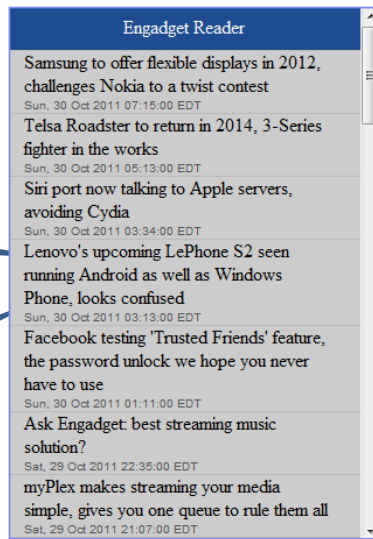 Engadget Reader
Samsung to offer flexible displays in 2012,
challenges Nokia to a twist contest
Sun, 30 Oct 2011 07:15:00 EDT
Telsa Roadster to return in 2014, 3-Series
fighter in the works
Sun, 30 Oct 2011 05:13:00 EDT
Siri port now talking to Apple servers,
avoiding Cydia
Sun, 30 Oct 2011 03:34:00 EDT
Lenovo's upcoming LePhone S2 seen
running Android as well as Windows
Phone, looks confused
Sun, 30 Oct 2011 03:13:00 EDT
Facebook testing 'Trusted Friends' feature,
the password unlock we hope you never
have to use
Sun, 30 Oct 2011 01:11:00 EDT
Ask Engadget: best streaming music
solution?
Sat, 29 Oct 2011 22:35:00 EDT
myPlex makes streaming your media
simple, gives you one queue to rule them all
Sat, 29 Oct 2011 21:07:00 EDT